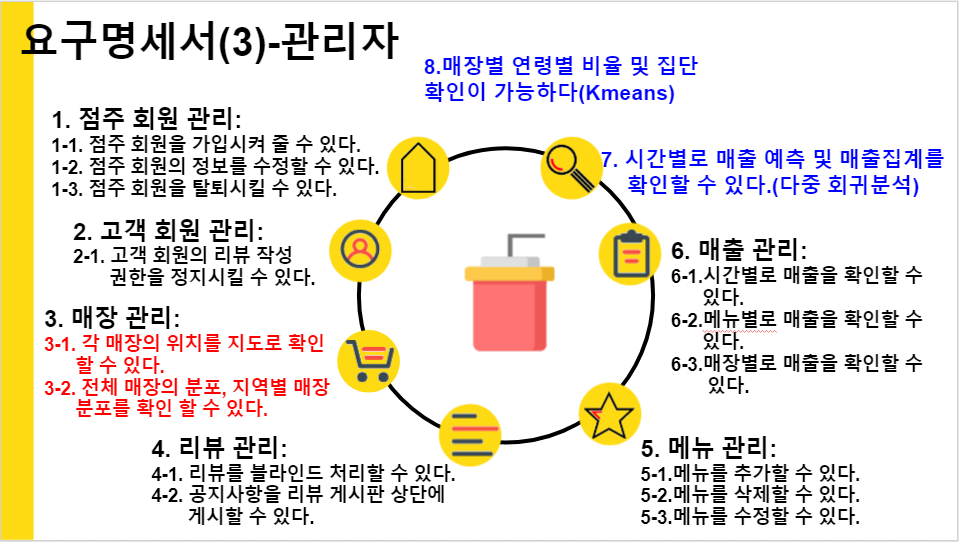 요구명세서(3)-관리자
8.매장별 연령별 비율 및 집단
확인이 가능하다(Kmeans)
1. 점주 회원 관리:
1-1. 점주 회원을 가입시켜 줄 수 있다.
1-2. 점주 회원의 정보를 수정할 수 있다.
1-3. 점주 회원을 탈퇴시킬 수 있다.
7. 시간별로 매출 예측 및 매출집계를
확인할 수 있다.(다중 회귀분석)
2. 고객 회원 관리:
2-1. 고객 회원의 리뷰 작성
권한을 정지시킬 수 있다.
6. 매출 관리:
6-1.시간별로 매출을 확인할 수
있다.
6-2.메뉴별로 매출을 확인할 수
있다.
6-3.매장별로 매출을 확인할 수
있다.
3. 매장 관리:
3-1. 각 매장의 위치를 지도로 확인
할 수 있다.
3-2. 전체 매장의 분포, 지역별 매장
분포를 확인 할 수 있다.
4. 리뷰 관리:
4-1. 리뷰를 블라인드 처리할 수 있다.
4-2. 공지사항을 리뷰 게시판 상단에
게시할 수 있다.
5. 메뉴 관리:
5-1.메뉴를 추가할 수 있다.
5-2.메뉴를 삭제할 수 있다.
5-3.메뉴를 수정할 수 있다.